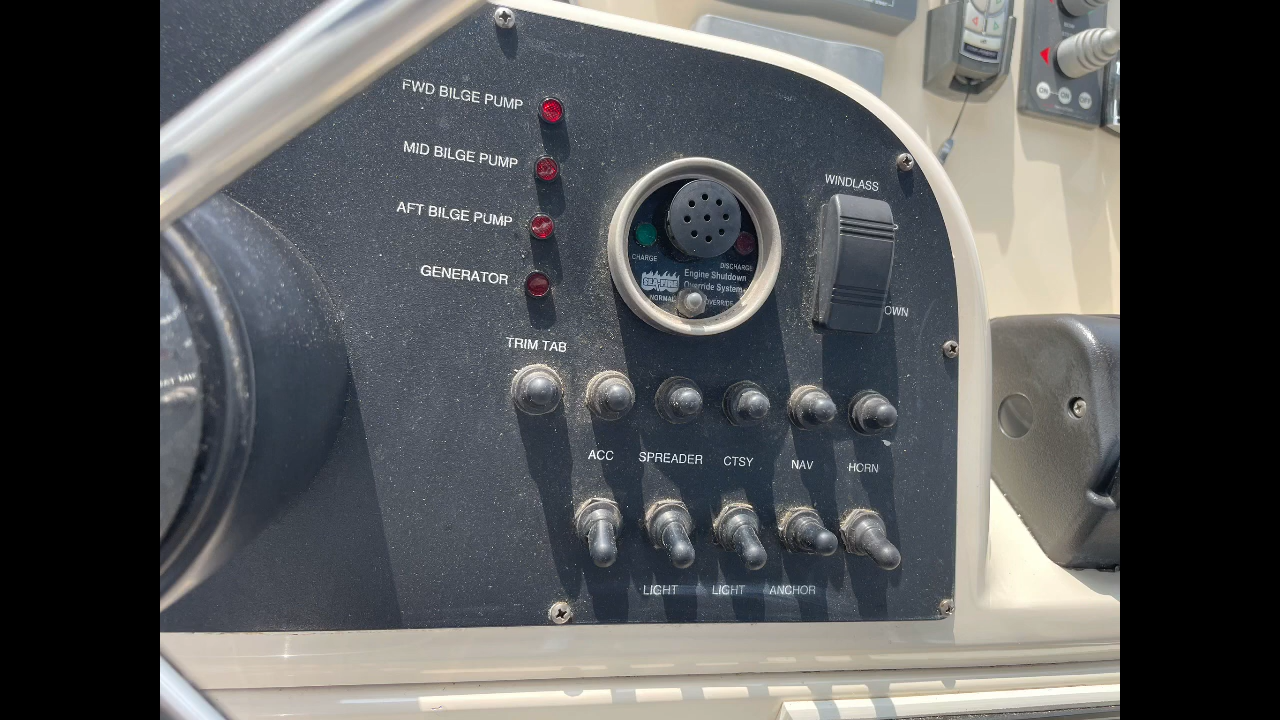 FWD BILGE PUMP
MID BILGE PUMP
AFT BILGE PUMP
GENERATOR
TRIM TAB
CHARGE
DISCHARGE
Engine Shutdown
Override System
NORMAL
OVERRIDE
WINDLASS
OWN
ACC
SPREADER
CTSY
NAV
HORN
LIGHT
LIGHT
ANCHOR